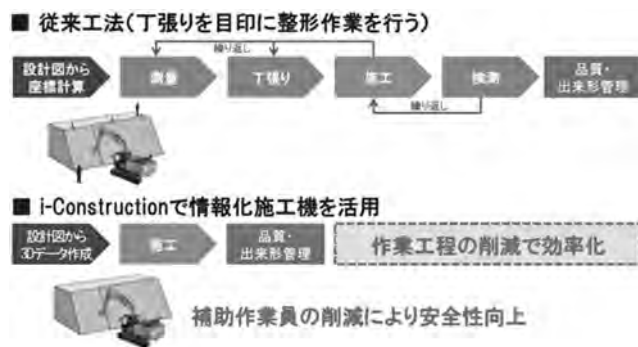 ■ 従来工法(丁張りを目印に整形作業を行う)
繰り返し
設計図から
座標計算
測量
丁張り
施工
検測
品質・
出来形管理
繰り返し
■ i-Constructionで情報化施工機を活用
設計図から
3Dデータ作成
施工
品質・
出来形管理
作業工程の削減で効率化
補助作業員の削減により安全性向上